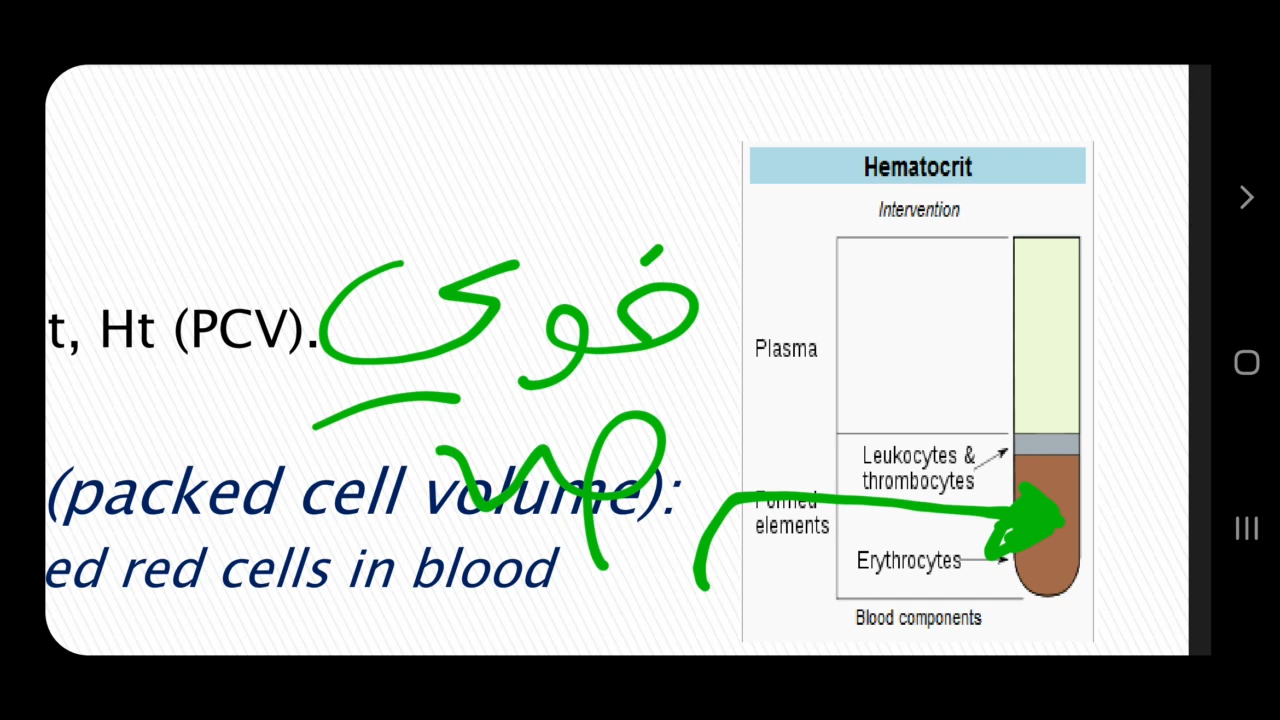 Hematocrit
Intervention
t, Ht (PCV).
Plasma
Leukocytes &
thrombocytes
(packed cell volume):
Formed
elements
ed red cells in blood
Erythrocytes
Blood components